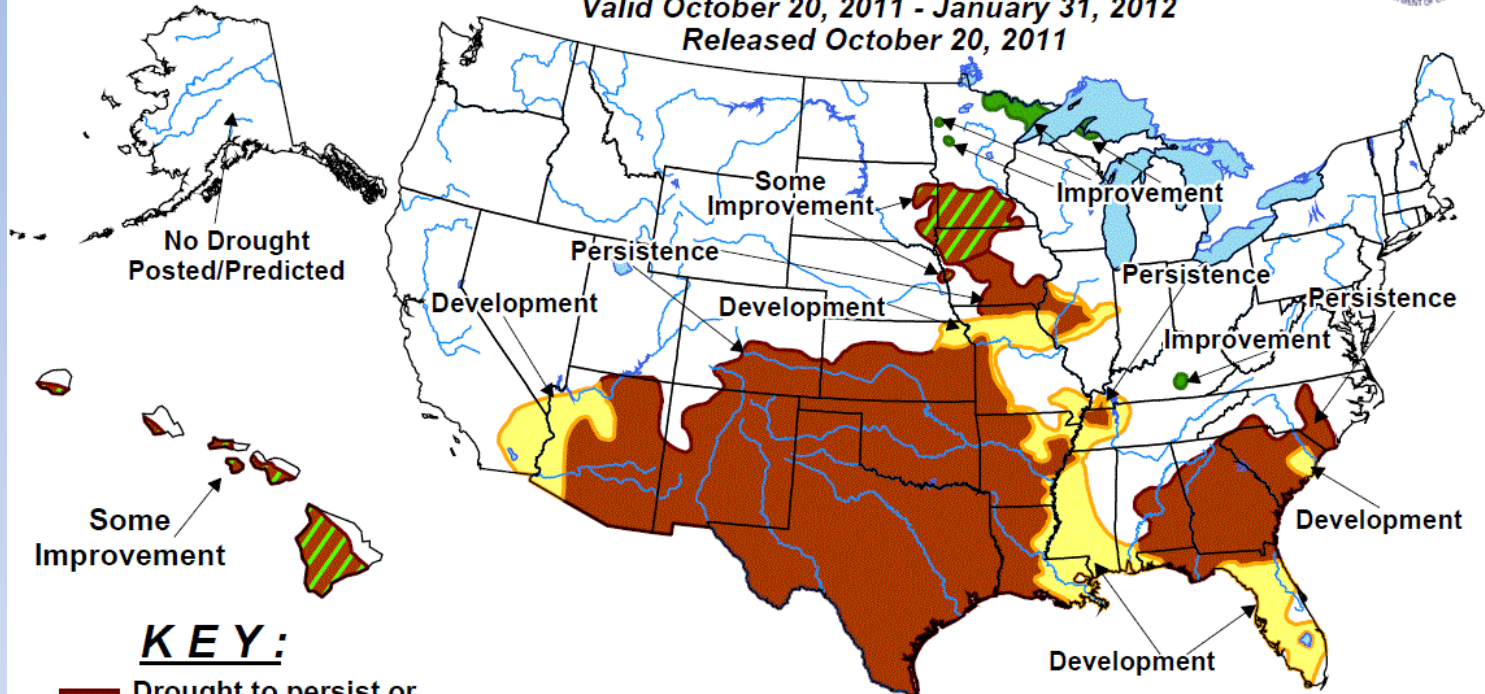 Valid October 20, 2011 - January 31, 2012
Released October 20, 2011
Some
Improvement
Improvement
No Drought
Posted/Predicted
Persistence
Persistence
Development
Development
Persistence
Improvement
Some
Improvement
Development
Development
KEY:
Drought to persist or